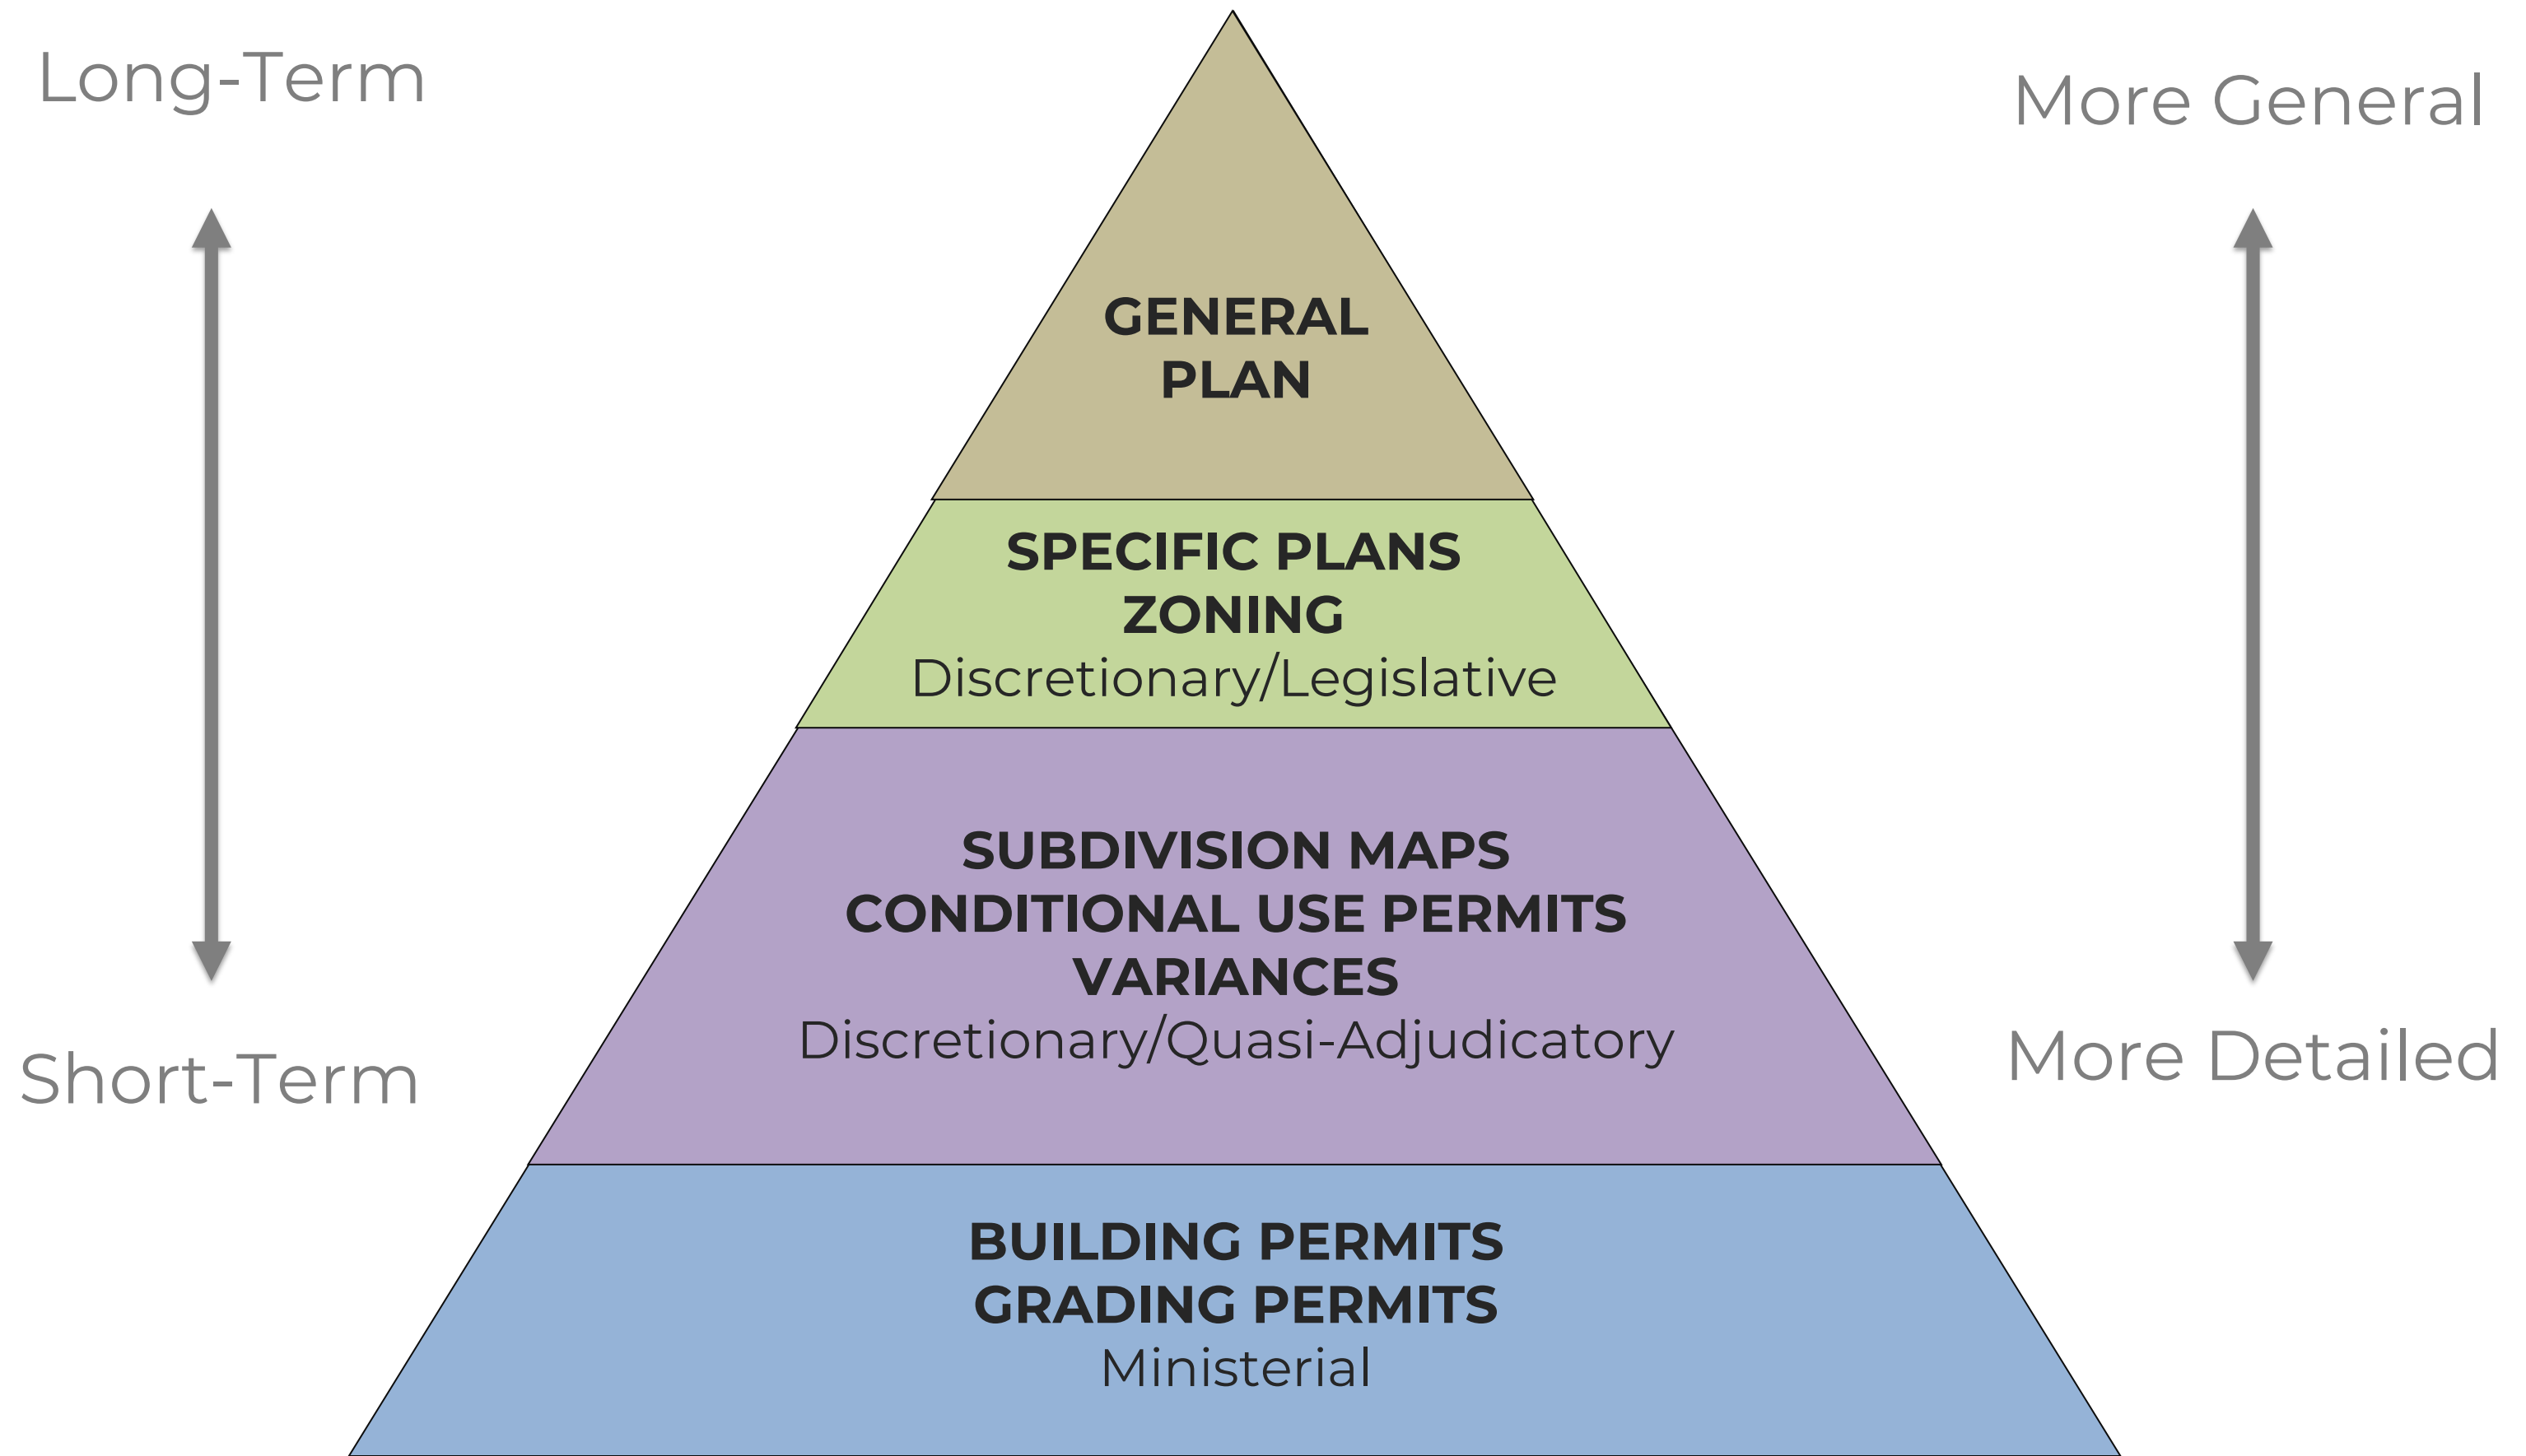 Long-Term
More General
GENERAL
PLAN
SPECIFIC PLANS
ZONING
Discretionary/Legislative
SUBDIVISION MAPS
CONDITIONAL USE PERMITS
VARIANCES
Discretionary/Quasi-Adjudicatory
Short-Term
More Detailed
BUILDING PERMITS
GRADING PERMITS
Ministerial